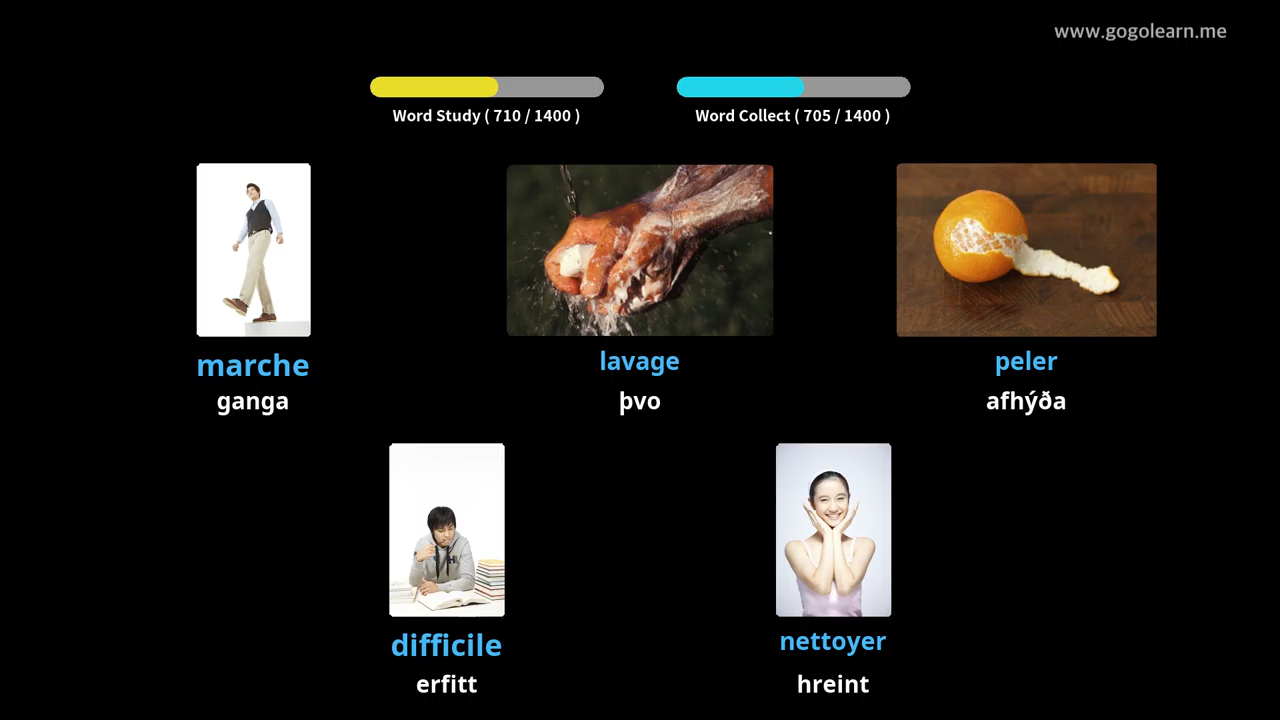 www.gogolearn.me
Word Study ( 710 / 1400 )
Word Collect ( 705 / 1400 )
marche
ganga
lavage
þvo
peler
afhýða
difficile
erfitt
nettoyer
hreint